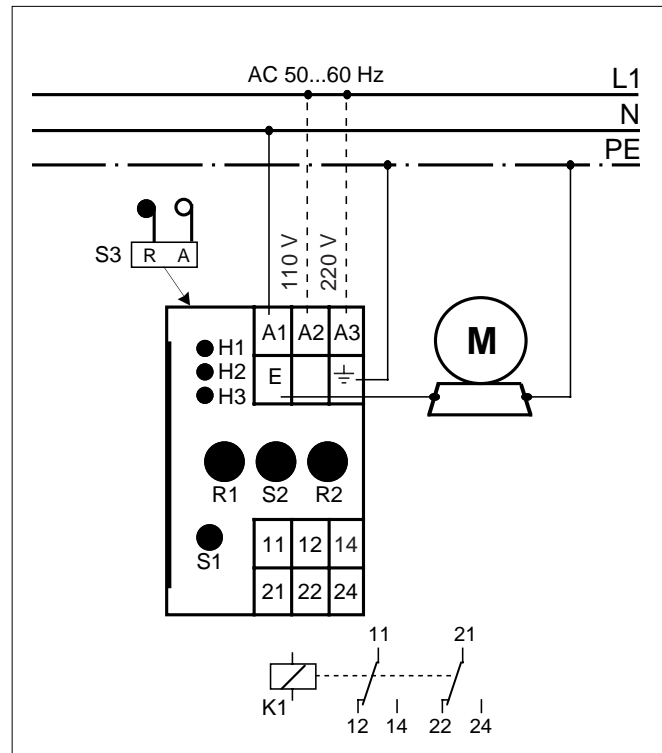 AC 50...60 Hz
L1
N
PE
S3
R A
110 V
220 V
A1 A2 A3
E
H1
H2
H3
M
R1 S2 R2
S1
11 12 14
21 22 24
11 21
K1
12 14 22 24